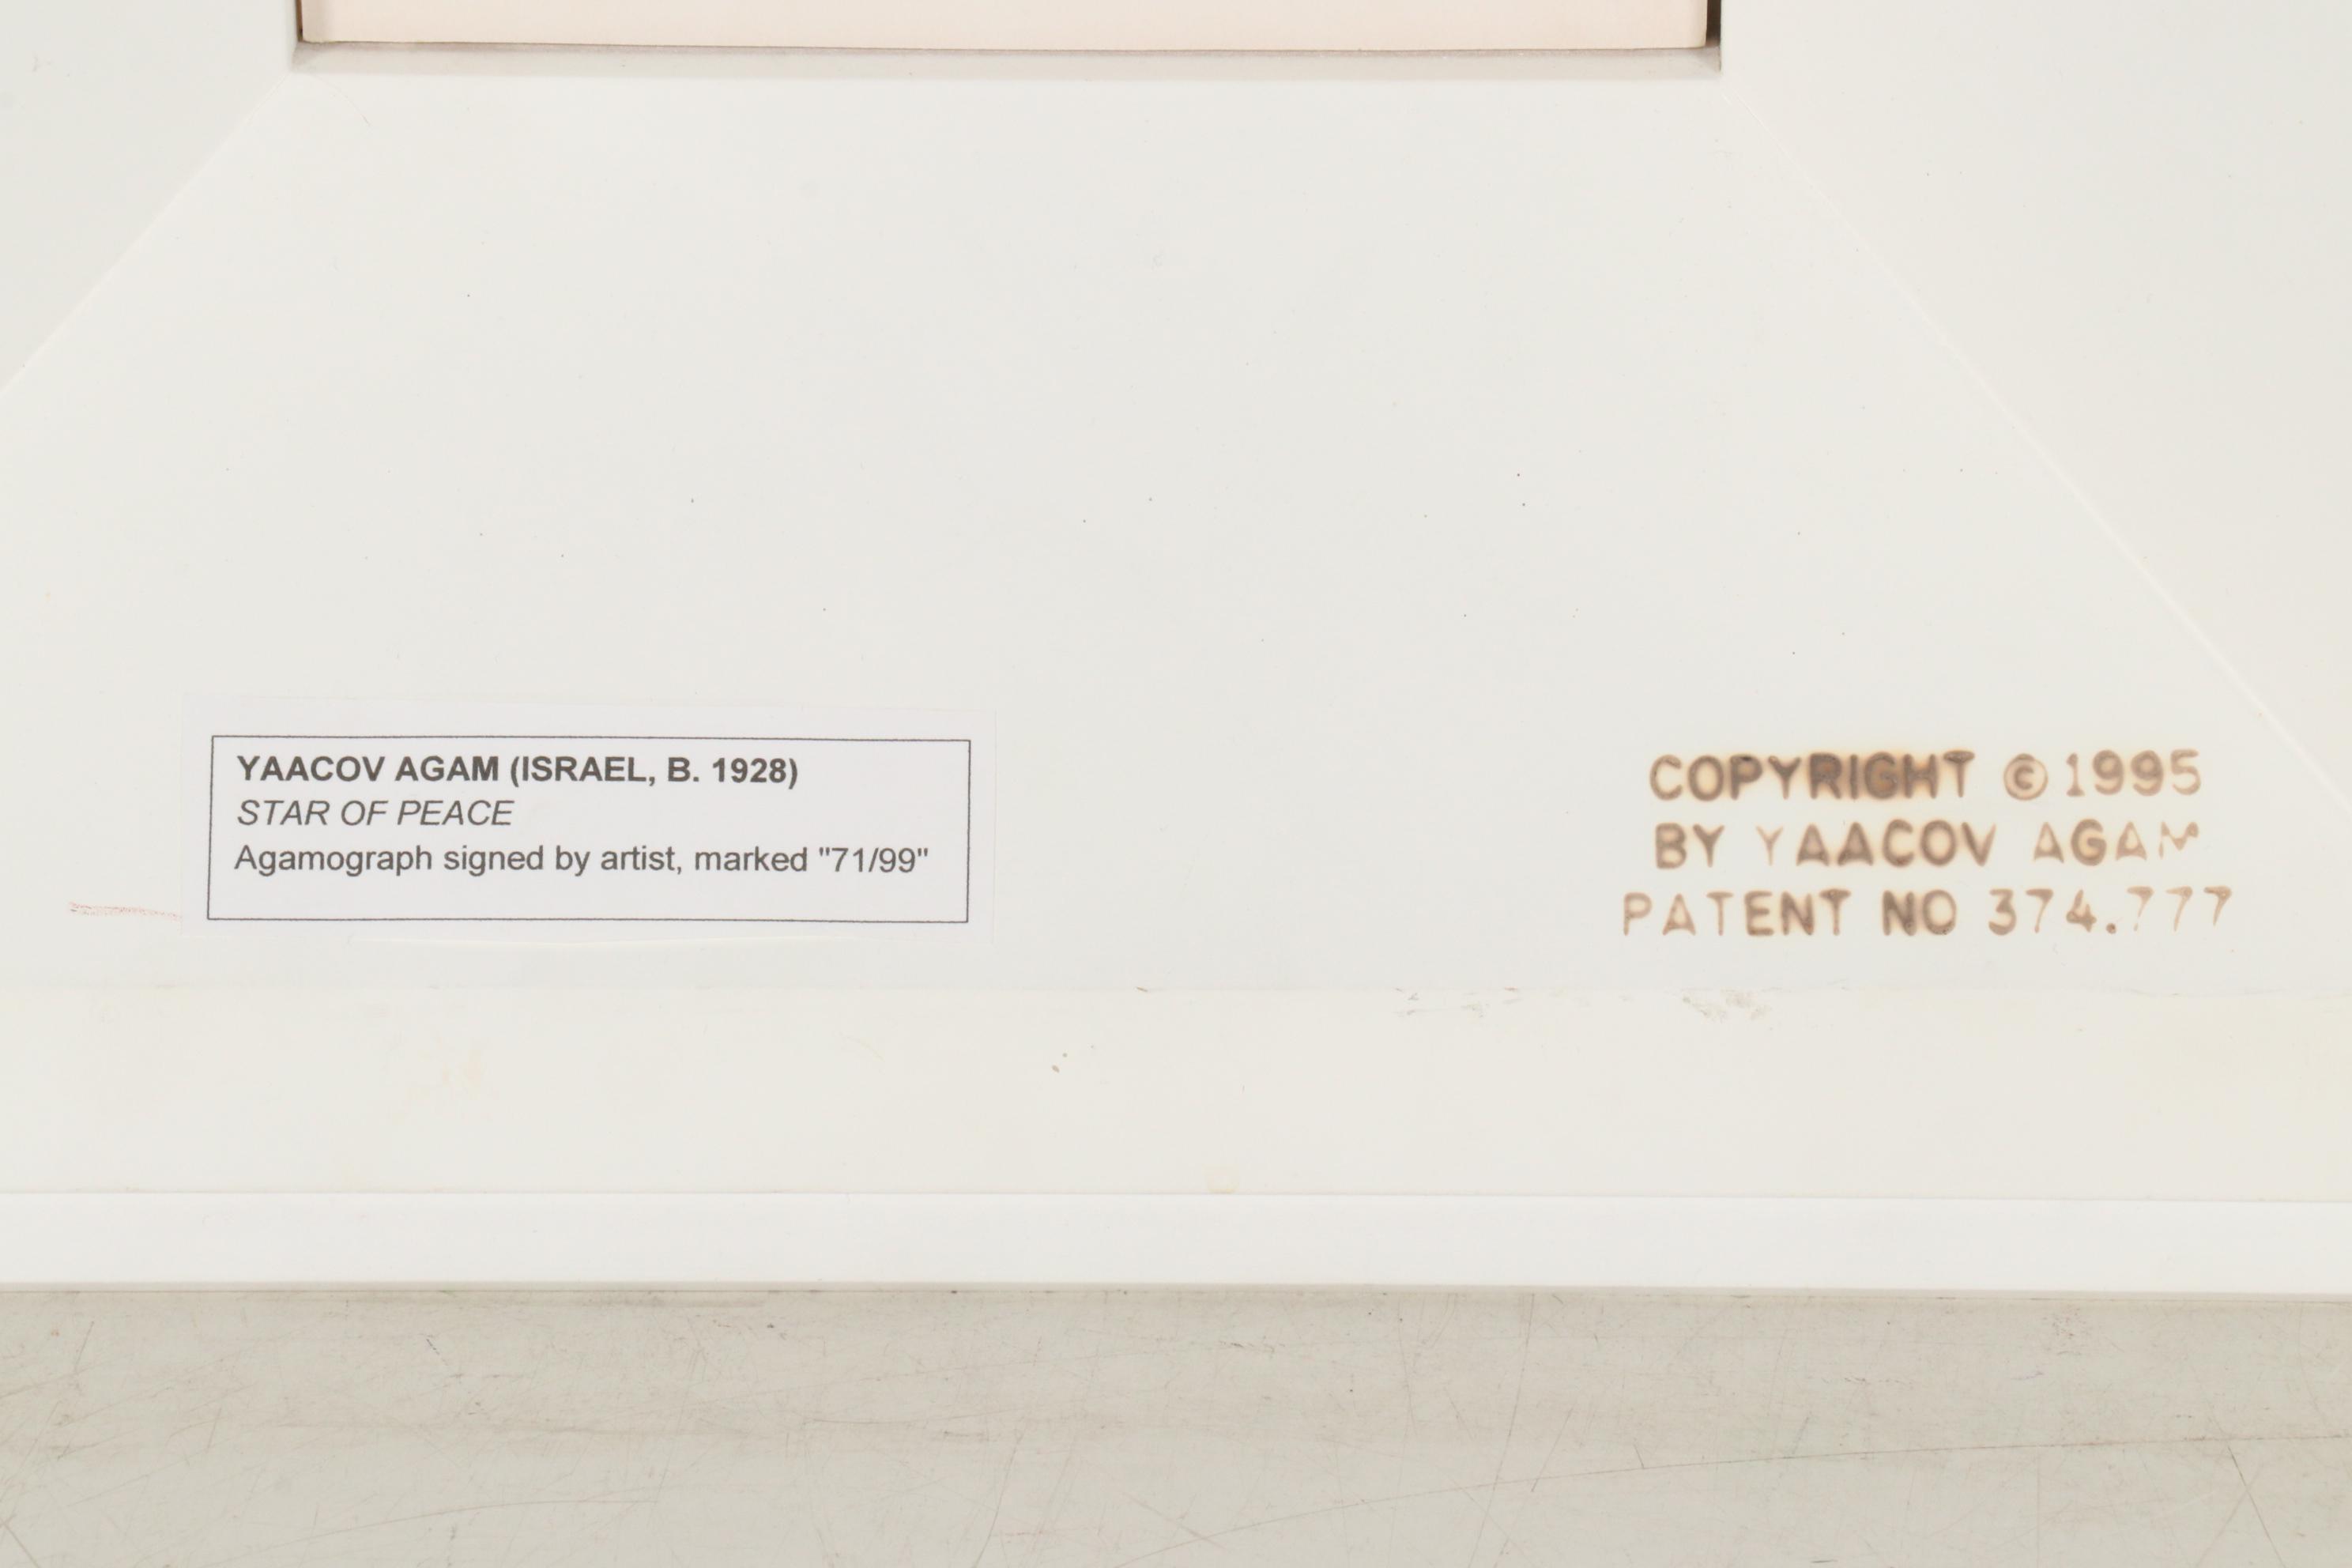 YAACOV AGAM (ISRAEL, B. 1928)
STAR OF PEACE
Agamograph signed by artist, marked "71/99"
COPYRIGHT ©1995
BY YAACOV AGAM
PATENT NO 374.777